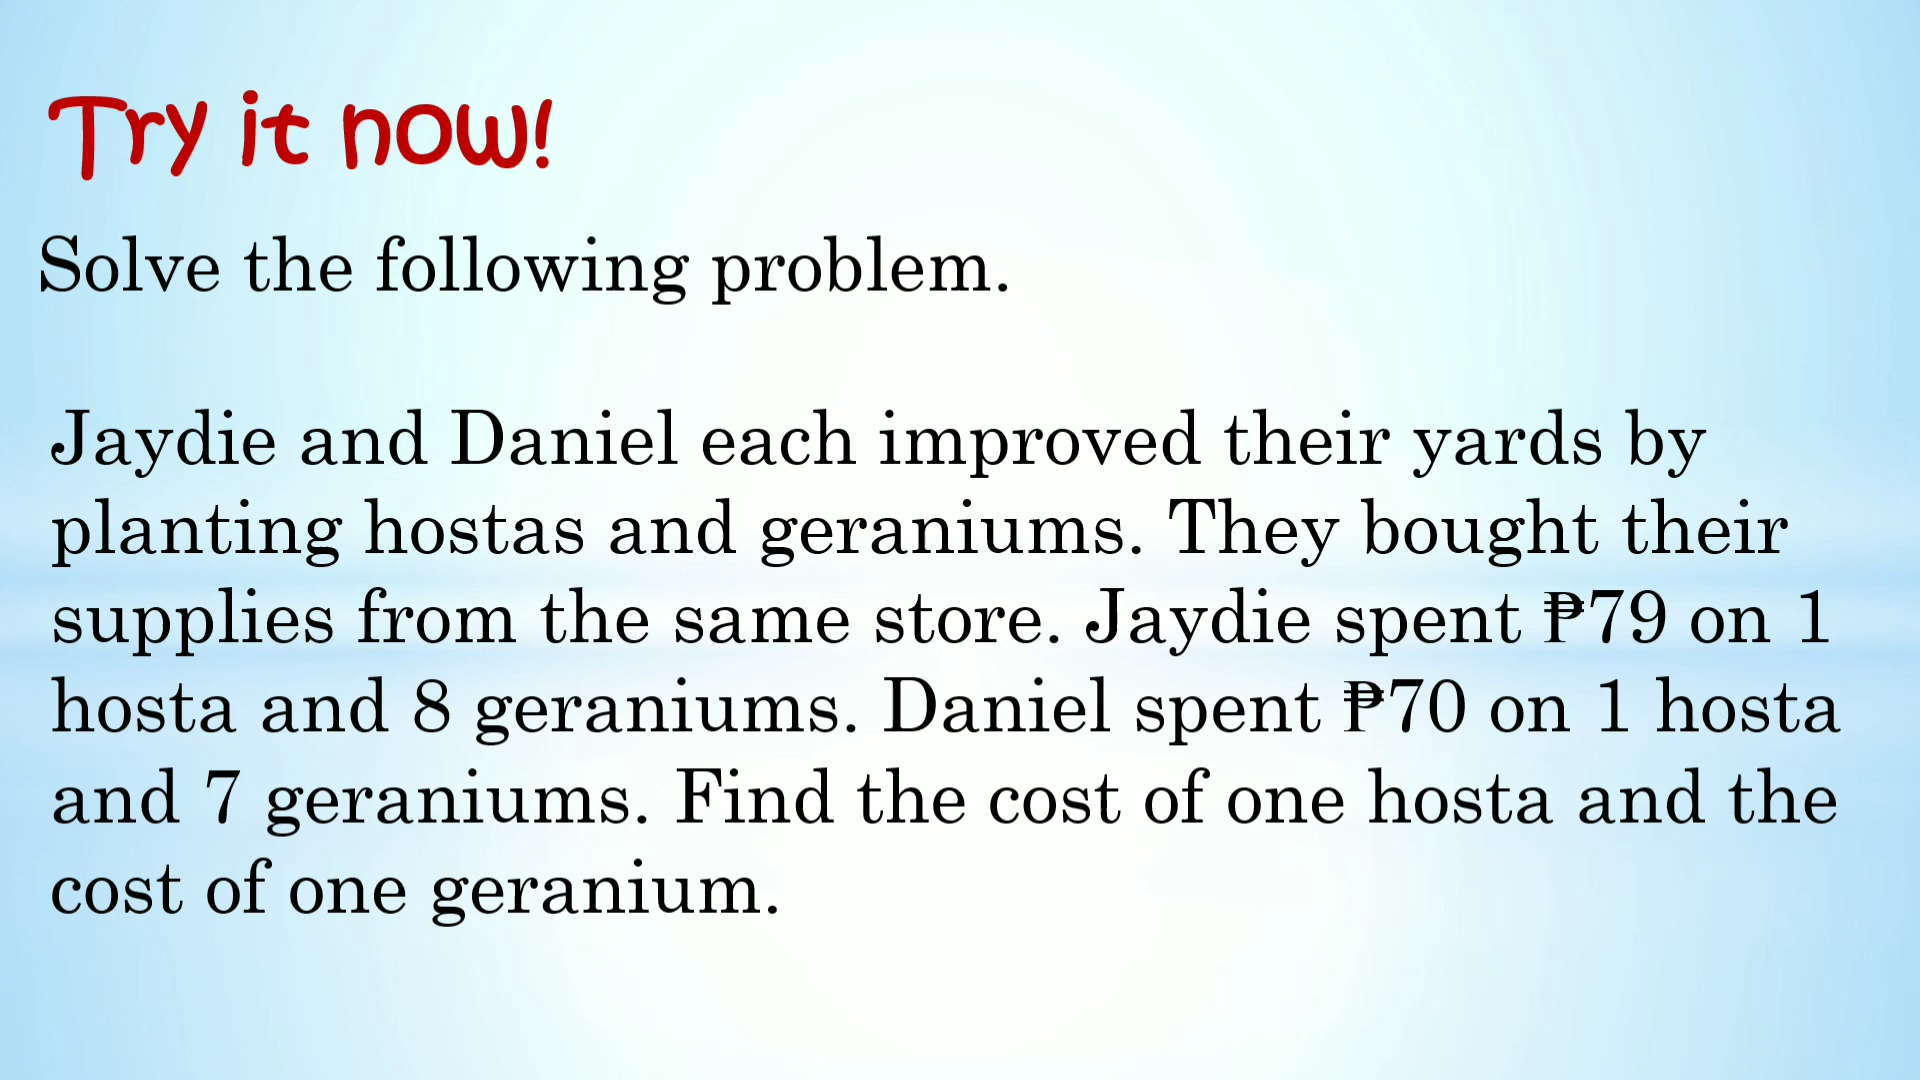 Try it now!
Solve the following problem.
Jaydie and Daniel each improved their yards by
planting hostas and geraniums. They bought their
supplies from the same store. Jaydie spent ₱79 on 1
hosta and 8 geraniums. Daniel spent ₱70 on 1 hosta
and 7 geraniums. Find the cost of one hosta and the
cost of one geranium.